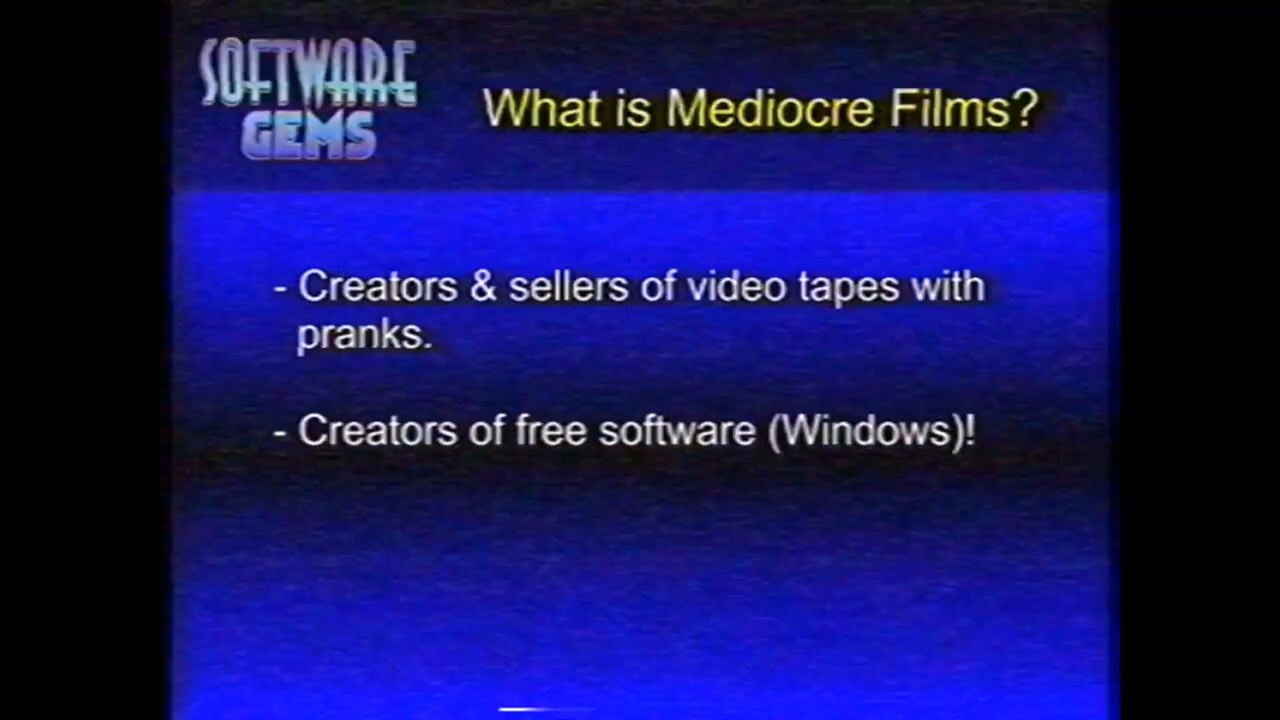 SOFTWARE
GEMS
What is Mediocre Films?
- Creators & sellers of video tapes with
pranks.
- Creators of free software (Windows)!